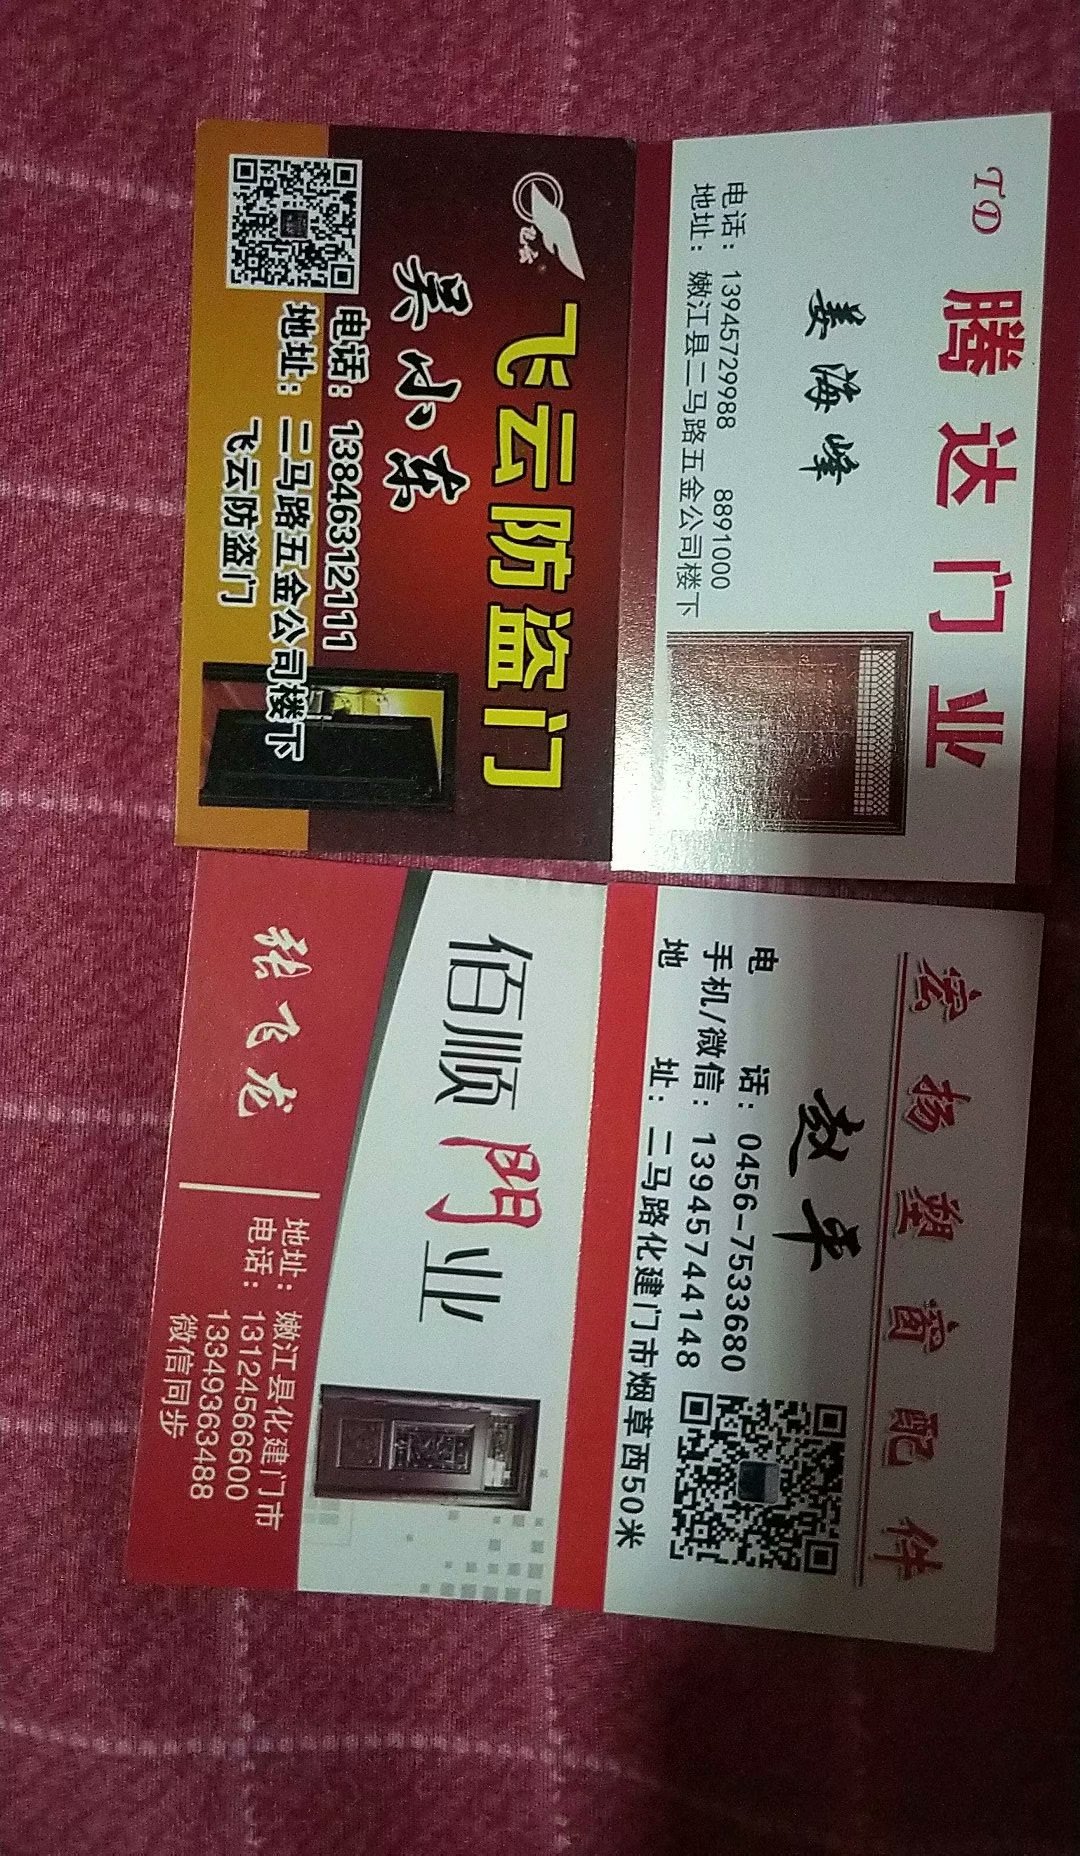 TD 腾达门业
姜海峰
电话：13945729988 8891000
地址：嫩江县二马路五金公司楼下
宏扬塑窗配件
教军
电 话：0456-7533680
手机/微信：13945744148
地 址：二马路化建门市烟草西50米
飞云
飞云防盗门
吴小东
电话：13846312111
地址：二马路五金公司楼下
飞云防盗门
佰顺門业
张飞龙
地址：嫩江县化建门市
电话：13124566600
13349363488
微信同步